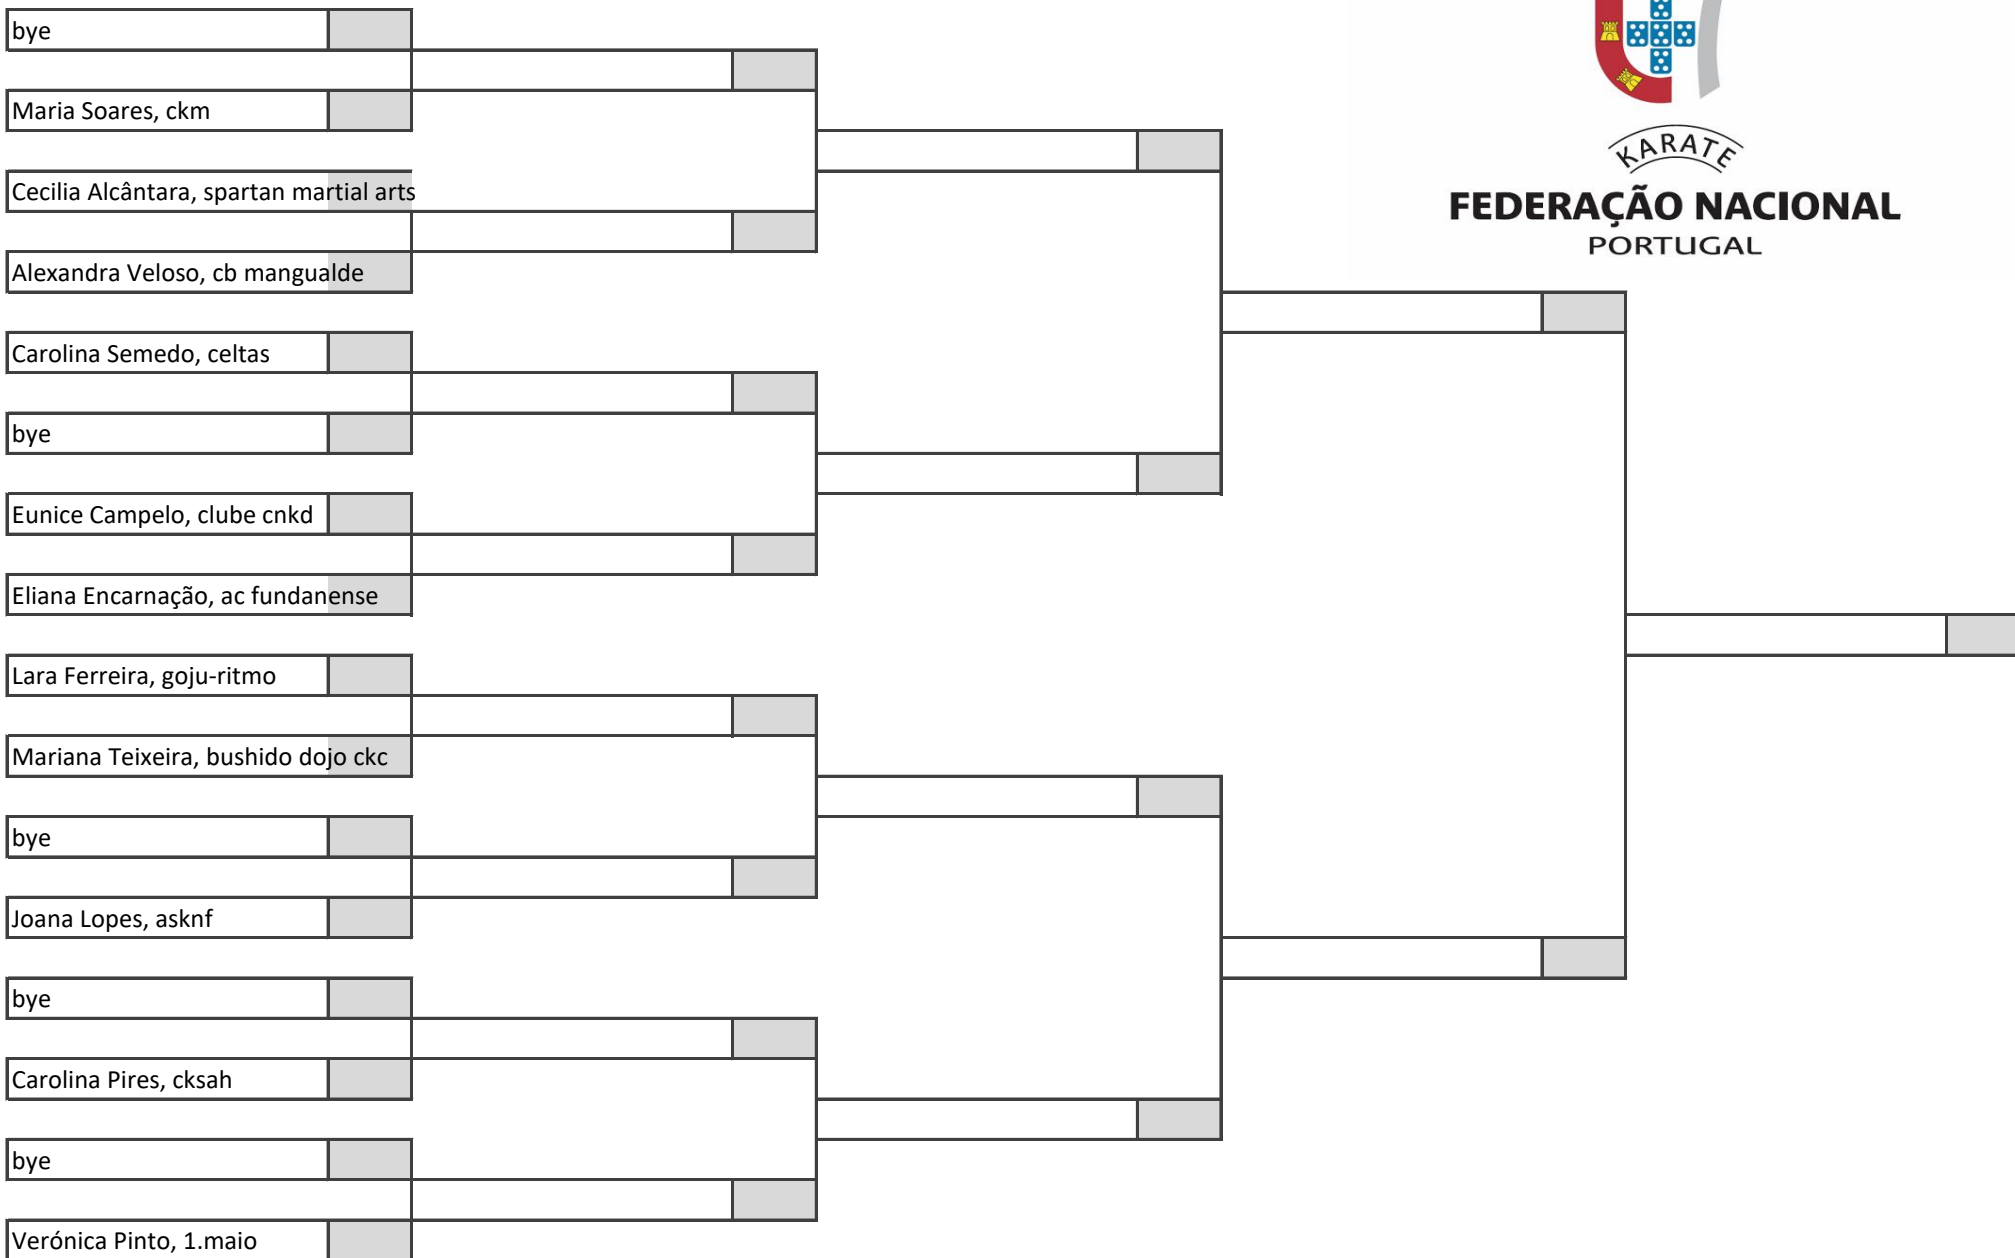 bye
Maria Soares, ckm
Cecilia Alcântara, spartan martial arts
Alexandra Veloso, cb mangualde
Carolina Semedo, celtas
bye
Eunice Campelo, clube cnkd
Eliana Encarnação, ac fundanense
Lara Ferreira, goju-ritmo
Mariana Teixeira, bushido dojo ckc
bye
Joana Lopes, asknf
bye
Carolina Pires, cksah
bye
Verónica Pinto, 1.maio
KARATE
FEDERAÇÃO NACIONAL
PORTUGAL